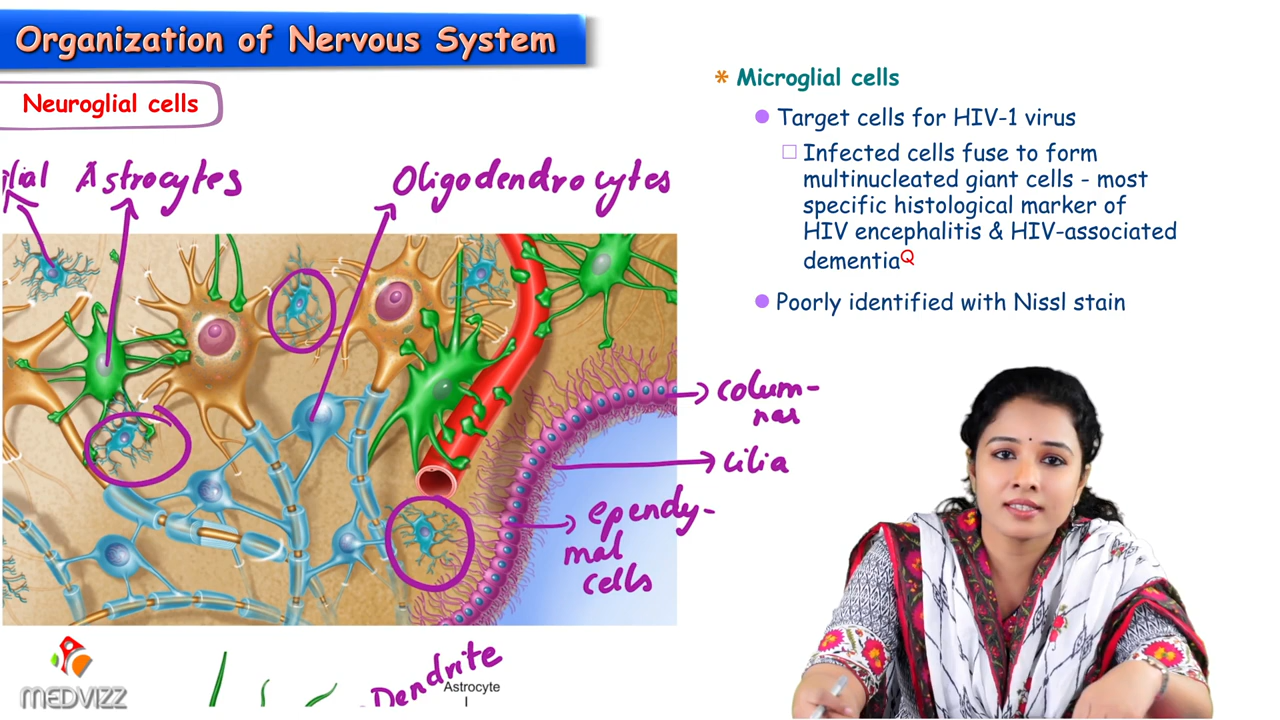 Organization of Nervous System
Neuroglial cells
* Microglial cells
Target cells for HIV-1 virus
Infected cells fuse to form
multinucleated giant cells - most
specific histological marker of
HIV encephalitis & HIV-associated
dementiaQ
Poorly identified with Nissl stain
glial Astrocytes Oligodendrocytes
colum-
nar
cilia
ependy-
mal
cells
Dendrite
Astrocyte
MEDVIZZ